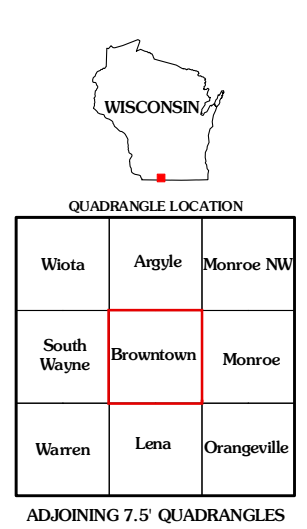 WISCONSIN
QUADRANGLE LOCATION
Wiota
Argyle
Monroe NW
South
Wayne
Browntown
Monroe
Warren
Lena
Orangeville
ADJOINING 7.5' QUADRANGLES